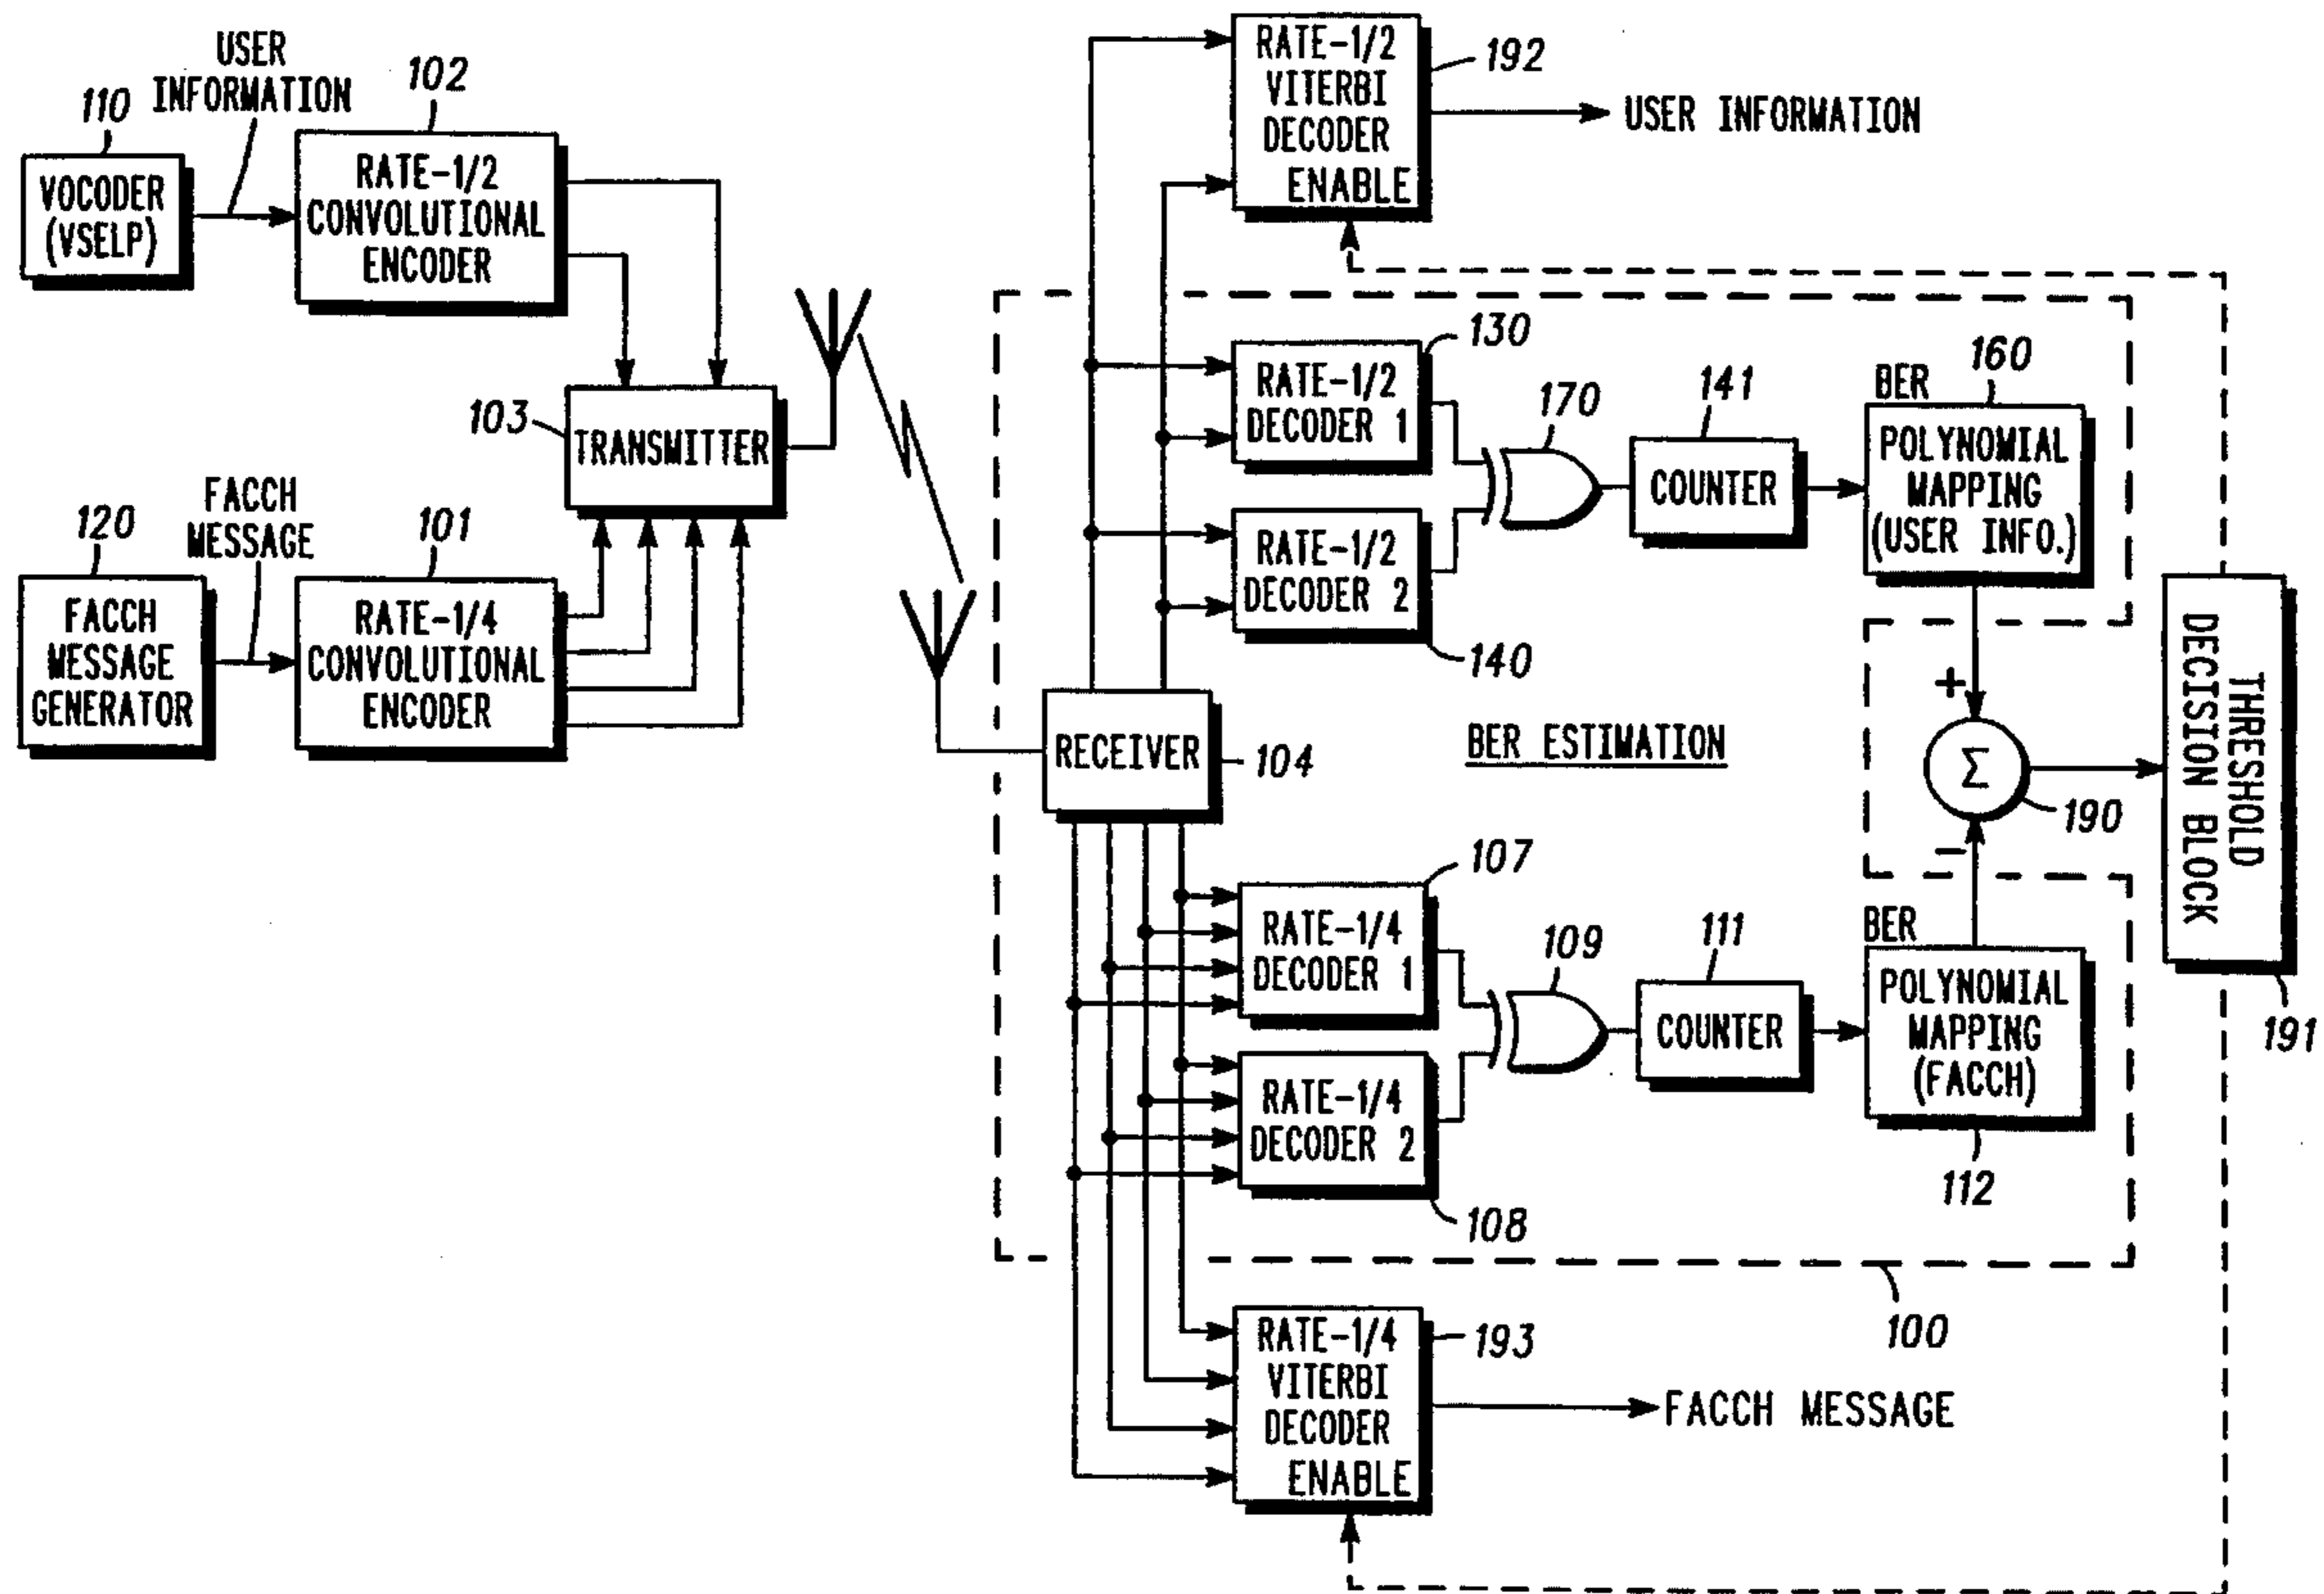 USER
INFORMATION
110
VOCODER
(VSELP)
102
RATE-1/2
CONVOLUTIONAL
ENCODER
103
TRANSMITTER
120
FACCH
MESSAGE
GENERATOR
FACCH
MESSAGE
101
RATE-1/4
CONVOLUTIONAL
ENCODER
RATE-1/2
VITERBI
DECODER
ENABLE
192
USER INFORMATION
130
RATE-1/2
DECODER 1
RATE-1/2
DECODER 2
140
170
141
COUNTER
BER
160
POLYNOMIAL
MAPPING
(USER INFO.)
RECEIVER
104
BER ESTIMATION
+
Σ
190
−
THRESHOLD
DECISION BLOCK
191
107
RATE-1/4
DECODER 1
RATE-1/4
DECODER 2
108
109
111
COUNTER
BER
POLYNOMIAL
MAPPING
(FACCH)
112
100
RATE-1/4
VITERBI
DECODER
ENABLE
193
FACCH MESSAGE